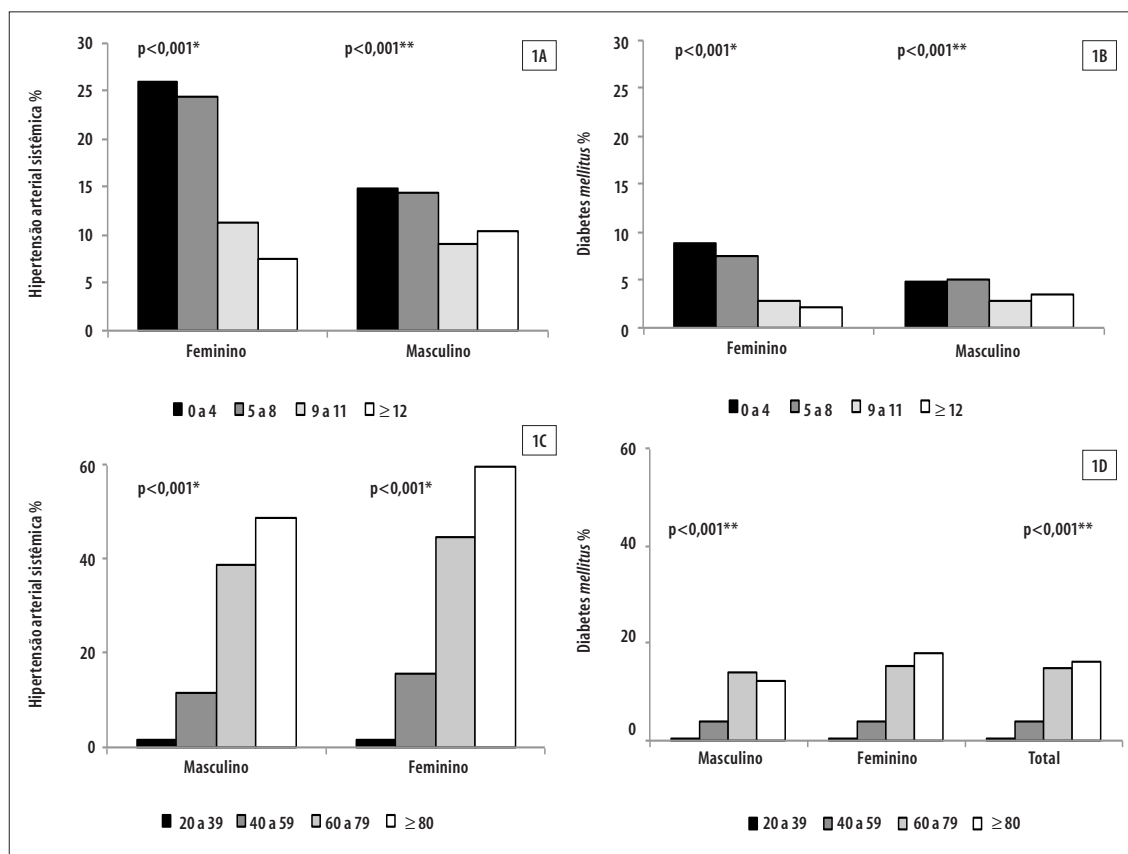 1A
p<0,001* p<0,001**
Hipertensão arterial sistêmica %
30
25
20
15
10
5
0
Feminino Masculino
0 a 4 5 a 8 9 a 11 ≥ 12
1B
p<0,001* p<0,001**
Diabetes mellitus %
30
25
20
15
10
5
0
Feminino Masculino
0 a 4 5 a 8 9 a 11 ≥ 12
1C
p<0,001* p<0,001*
Hipertensão arterial sistêmica %
60
40
20
0
Masculino Feminino
20 a 39 40 a 59 60 a 79 ≥ 80
1D
p<0,001** p<0,001**
Diabetes mellitus %
60
40
20
0
Masculino Feminino Total
20 a 39 40 a 59 60 a 79 ≥ 80